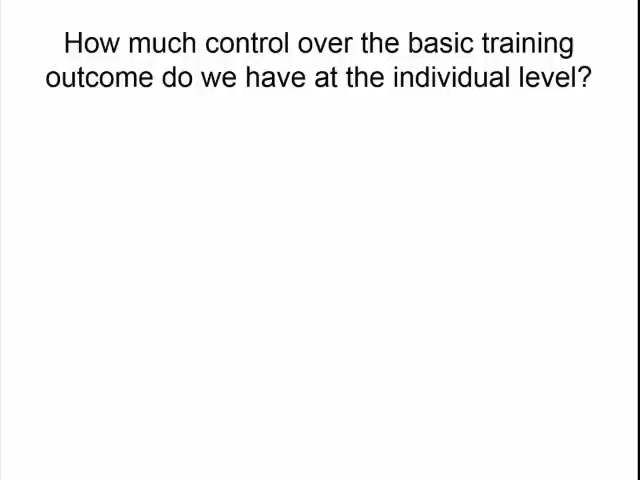 How much control over the basic training
outcome do we have at the individual level?